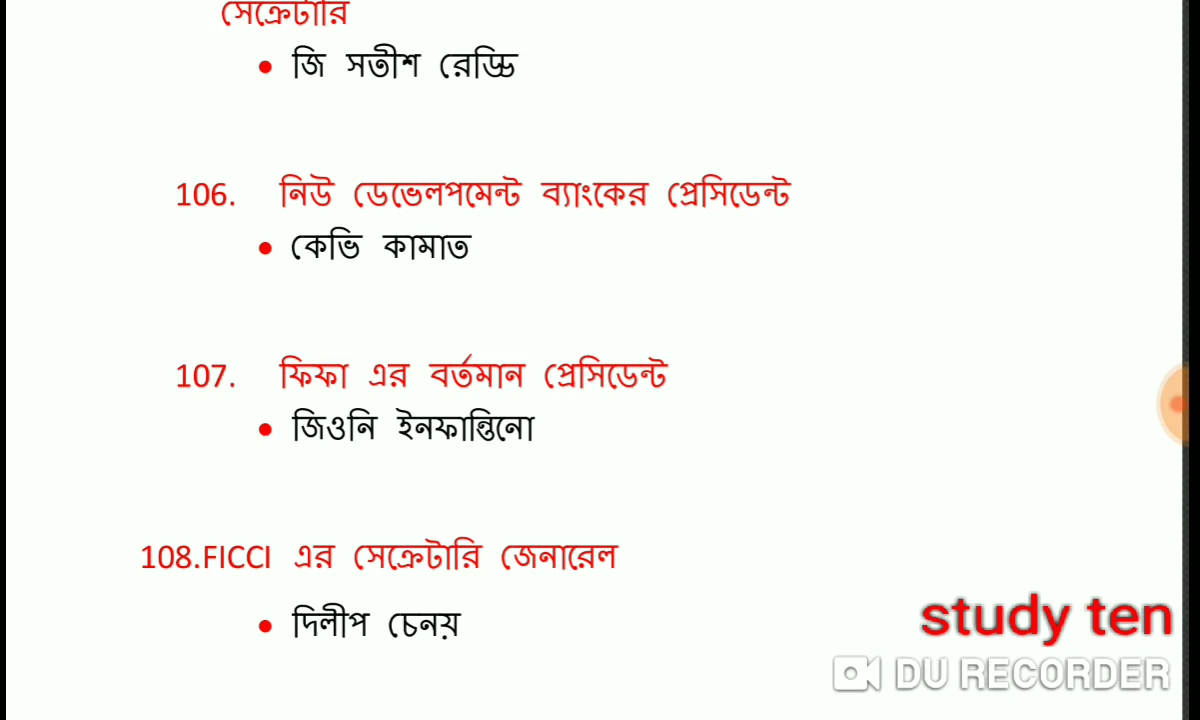 সেক্রেটারি
• জি সতীশ রেড্ডি
106. নিউ ডেভেলপমেন্ট ব্যাংকের প্রেসিডেন্ট
• কেভি কামাত
107. ফিফা এর বর্তমান প্রেসিডেন্ট
• জিওনি ইনফান্তিনো
108.FICCI এর সেক্রেটারি জেনারেল
• দিলীপ চেনয়
study ten
DU RECORDER